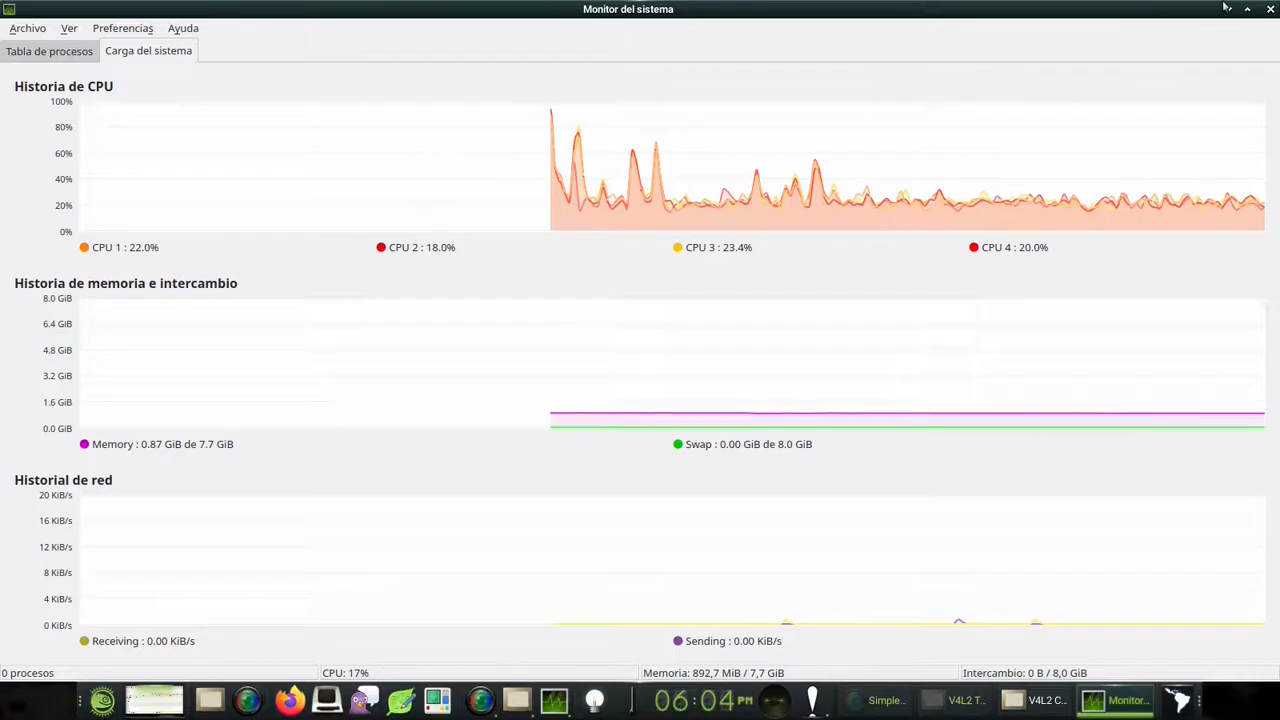 Monitor del sistema
Archivo Ver Preferencias Ayuda
Tabla de procesos Carga del sistema
Historia de CPU
100%
80%
60%
40%
20%
0%
CPU 1 : 22.0% CPU 2 : 18.0% CPU 3 : 23.4% CPU 4 : 20.0%
Historia de memoria e intercambio
8.0 GiB
6.4 GiB
4.8 GiB
3.2 GiB
1.6 GiB
0.0 GiB
Memory : 0.87 GiB de 7.7 GiB Swap : 0.00 GiB de 8.0 GiB
Historial de red
20 KiB/s
16 KiB/s
12 KiB/s
8 KiB/s
4 KiB/s
0 KiB/s
Receiving : 0.00 KiB/s Sending : 0.00 KiB/s
0 procesos CPU: 17% Memoria: 892,7 MiB / 7,7 GiB Intercambio: 0 B / 8,0 GiB
06:04 PM Simple.. V4L2 T.. V4L2 C... Monitor..